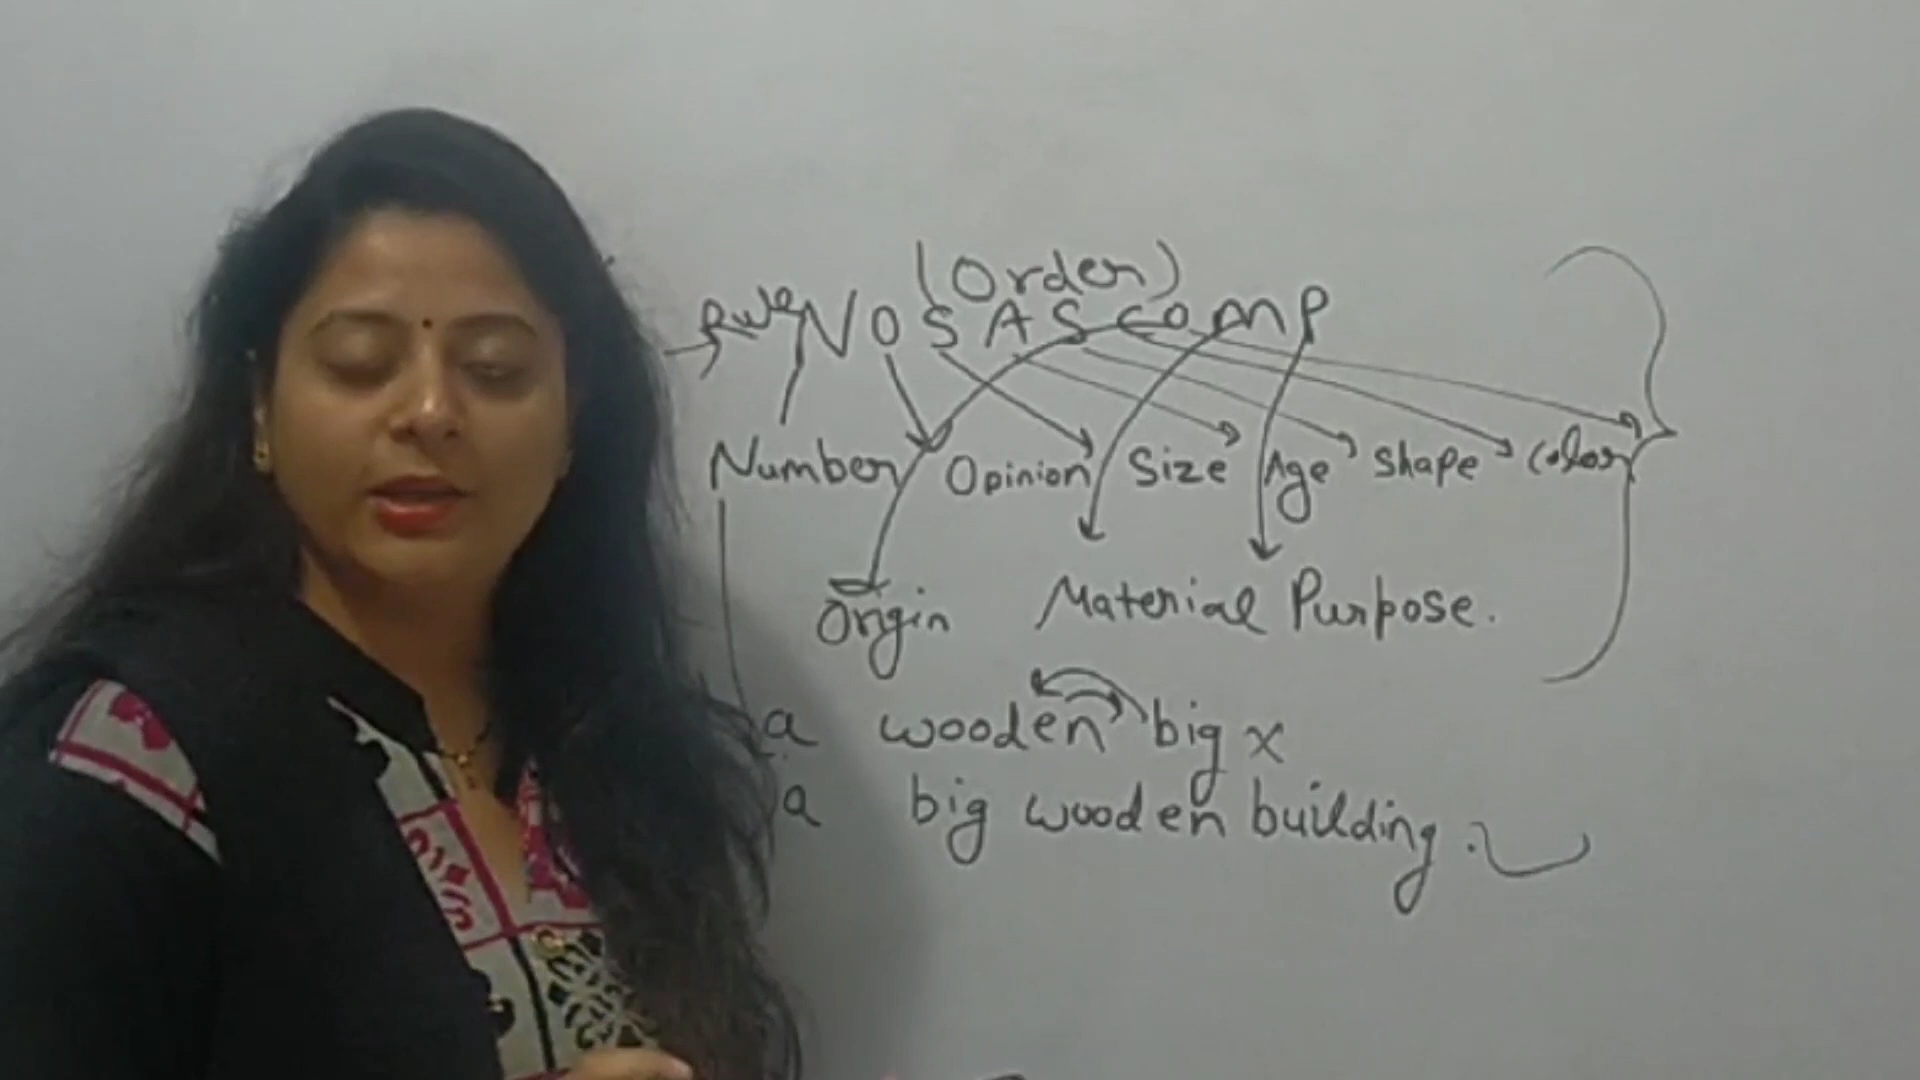 (Order)
Rule NOSASCOMP
Number Opinion Size Age Shape Color
Origin Material Purpose.
a wooden big x
a big wooden building.